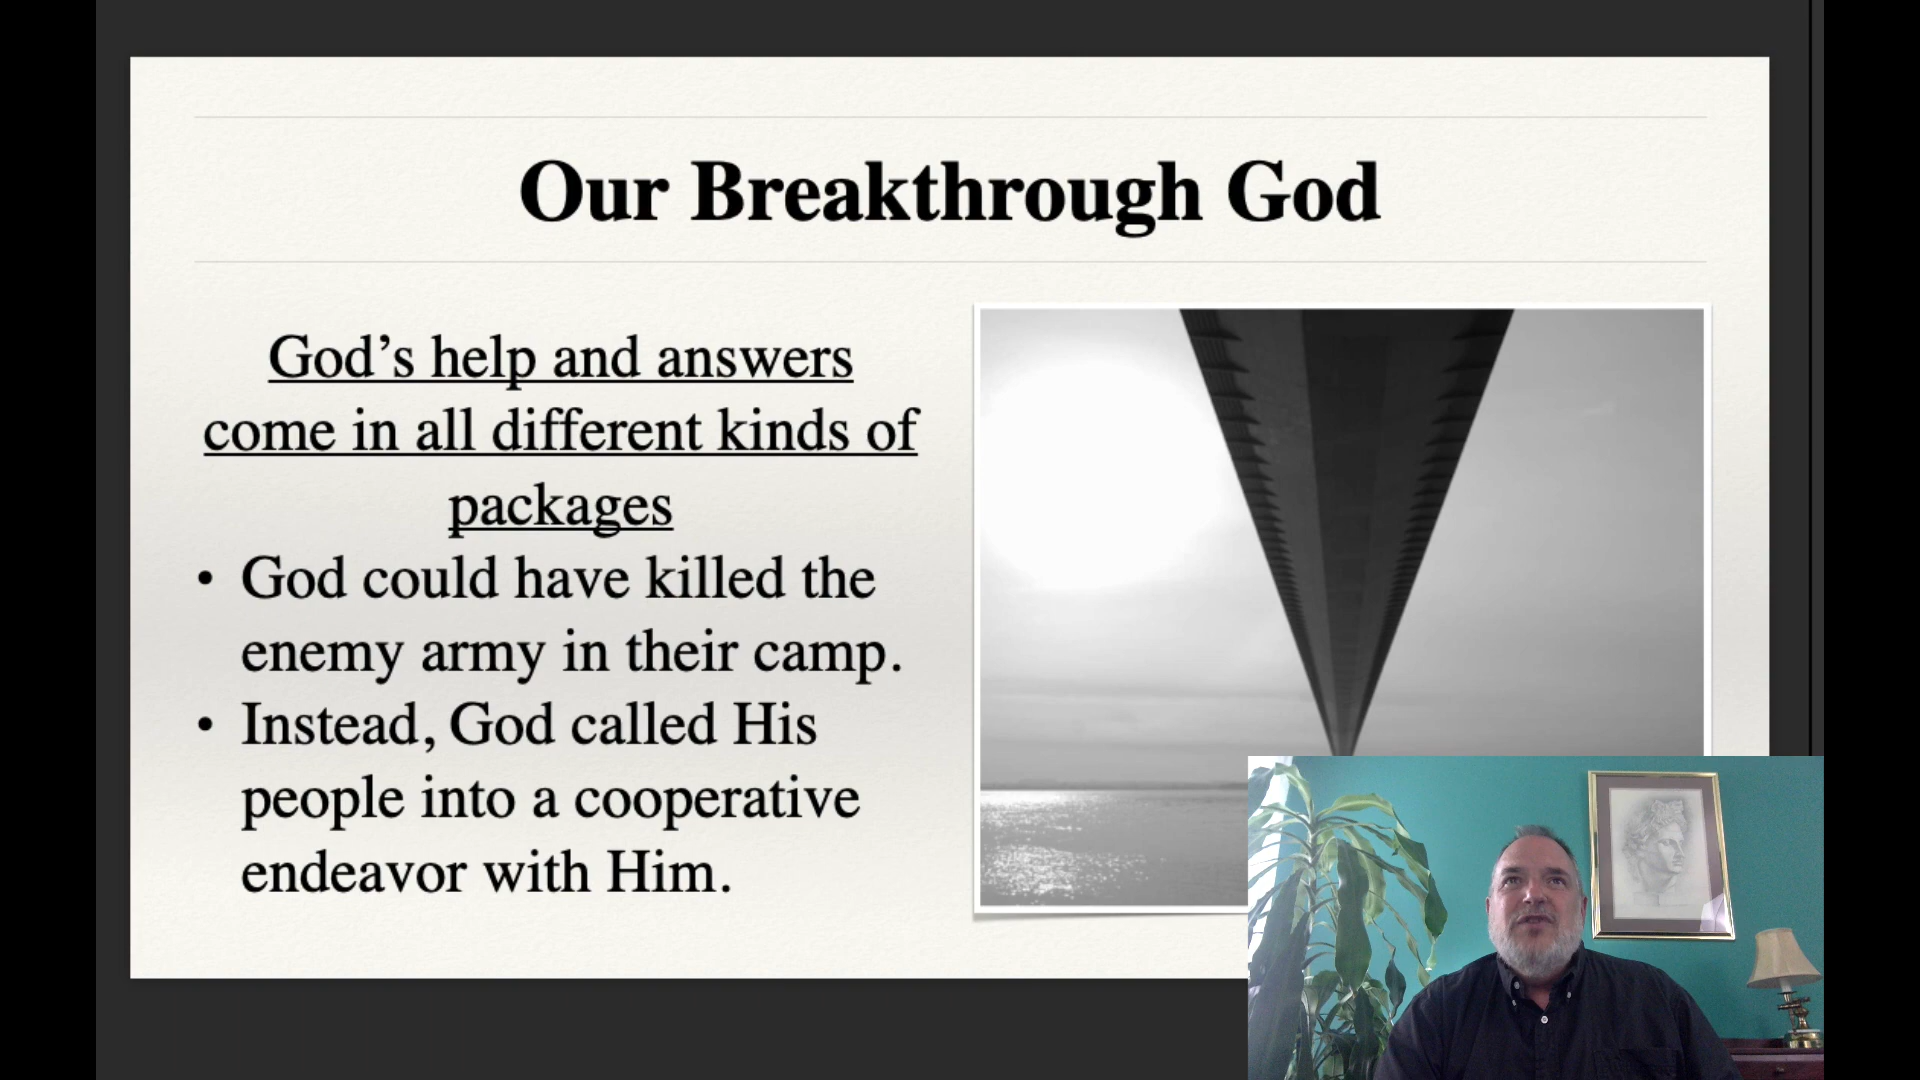 Our Breakthrough God
God’s help and answers
come in all different kinds of
packages
• God could have killed the
enemy army in their camp.
• Instead, God called His
people into a cooperative
endeavor with Him.